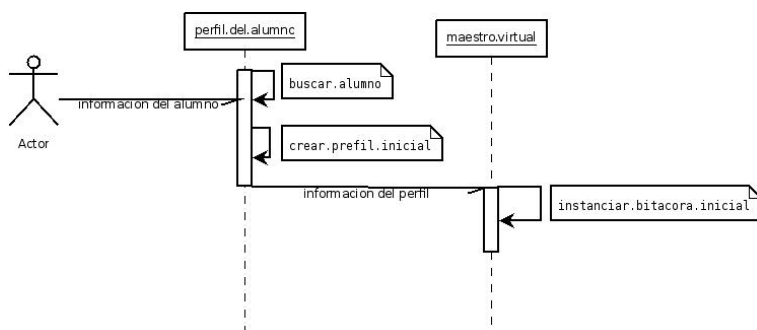 perfil.del.alumno
maestro.virtual
buscar.alumno
informacion del alumno
Actor
crear.prefil.inicial
informacion del perfil
instanciar.bitacora.inicial